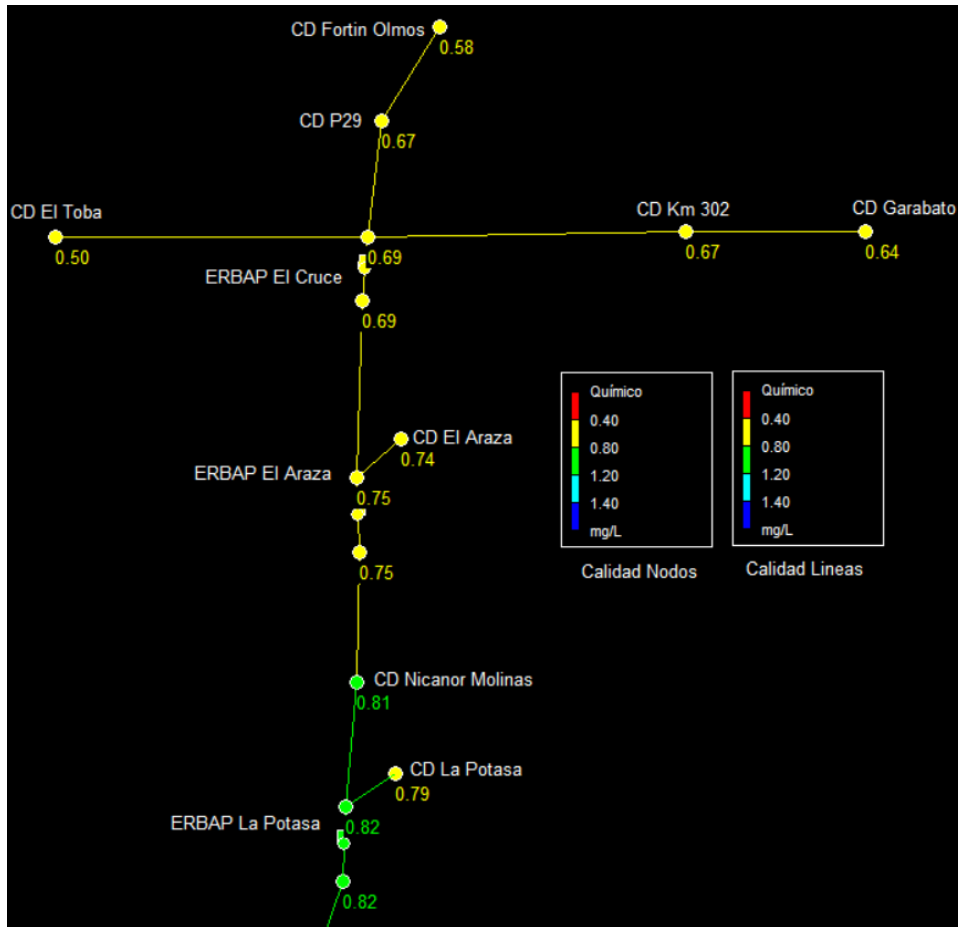 CD Fortin Olmos
0.58
CD P29
0.67
CD El Toba
CD Km 302
CD Garabato
0.50
0.69
0.67
0.64
ERBAP El Cruce
0.69
CD El Araza
0.74
ERBAP El Araza
0.75
0.75
Químico
0.40
0.80
1.20
1.40
mg/L
Calidad Nodos
Químico
0.40
0.80
1.20
1.40
mg/L
Calidad Lineas
CD Nicanor Molinas
0.81
CD La Potasa
0.79
ERBAP La Potasa
0.82
0.82